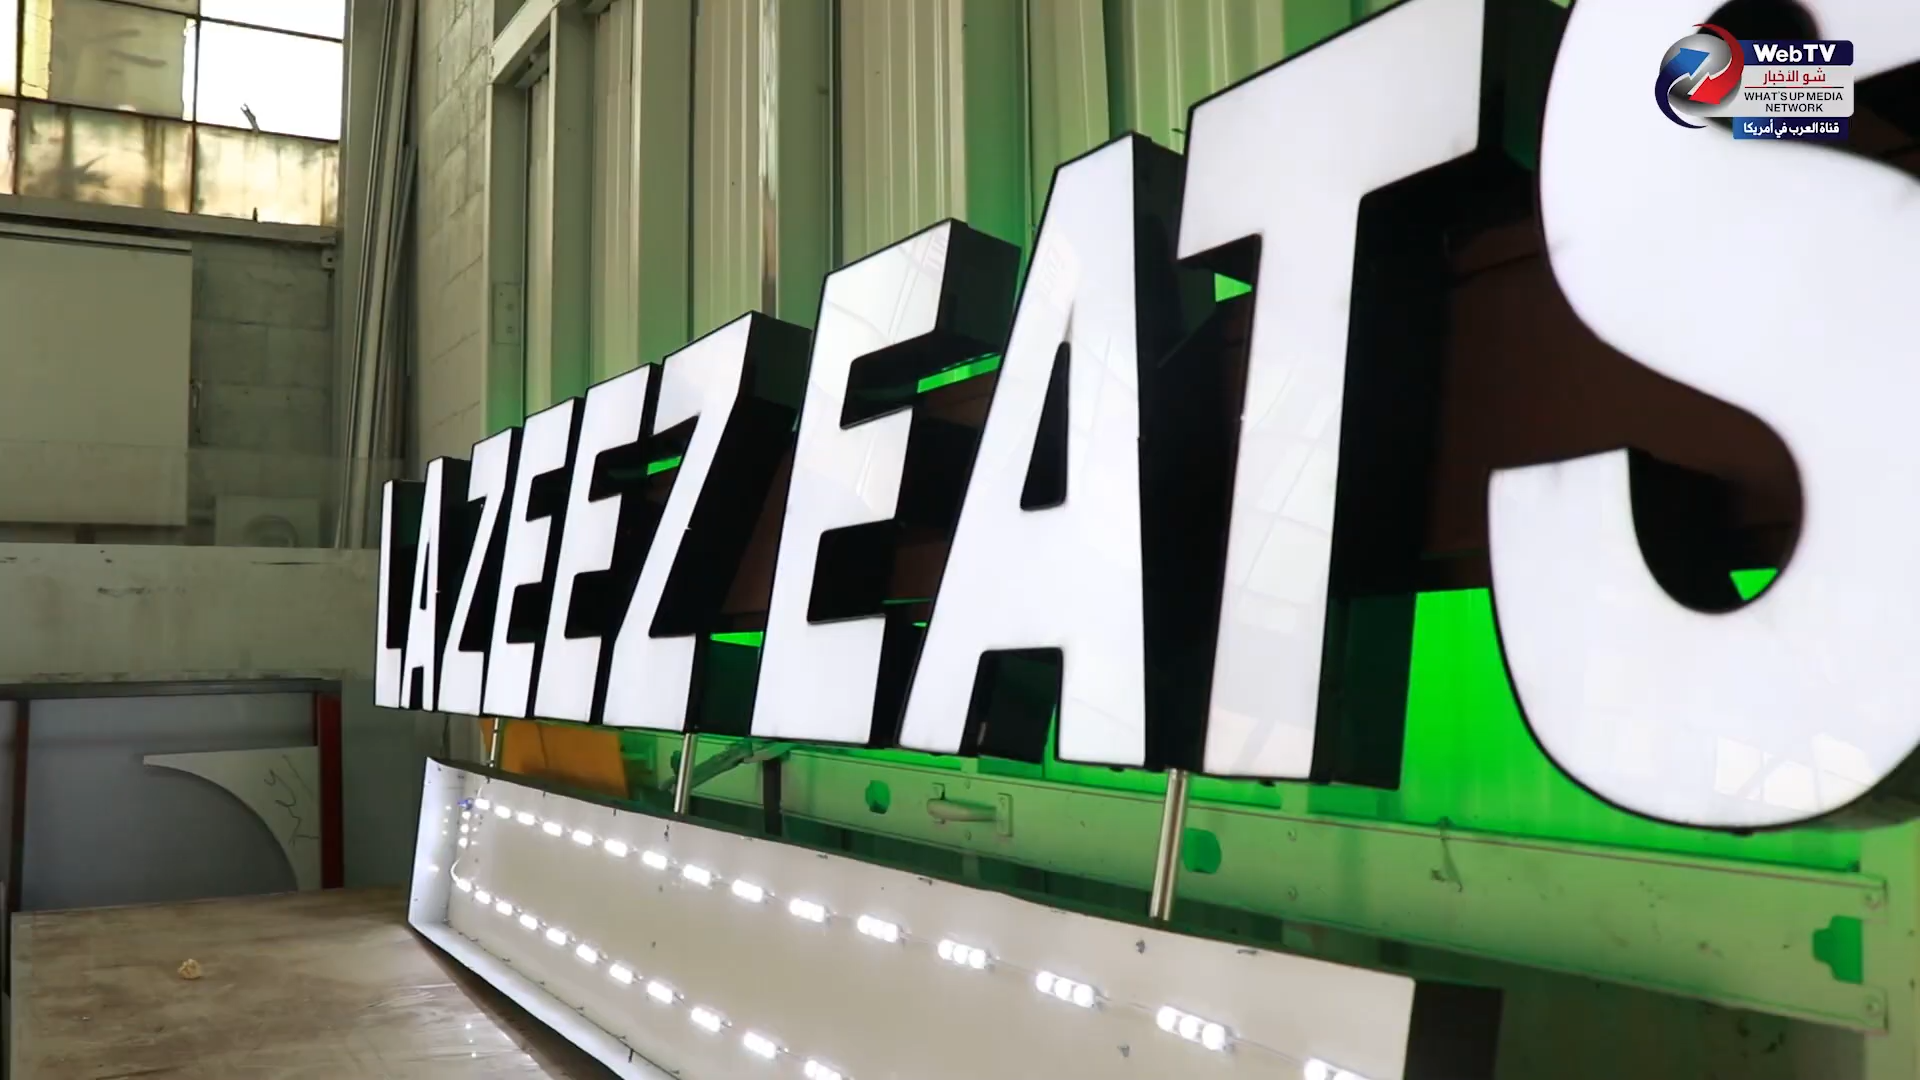 WebTV
شو الأخبار
WHAT'S UP MEDIA
NETWORK
قناة العرب في أمريكا
LAZEEZ EATS